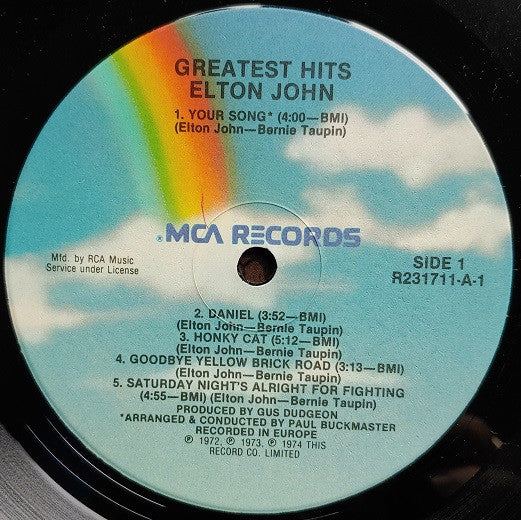 GREATEST HITS
ELTON JOHN
1. YOUR SONG* (4:00—BMI)
(Elton John—Bernie Taupin)
®MCA RECORDS
Mfd. by RCA Music
Service under License
SIDE 1
R231711-A-1
2. DANIEL (3:52—BMI)
(Elton John—Bernie Taupin)
3. HONKY CAT (5:12—BMI)
(Elton John—Bernie Taupin)
4. GOODBYE YELLOW BRICK ROAD (3:13—BMI)
(Elton John—Bernie Taupin)
5. SATURDAY NIGHT'S ALRIGHT FOR FIGHTING
(4:55—BMI) (Elton John—Bernie Taupin)
PRODUCED BY GUS DUDGEON
*ARRANGED & CONDUCTED BY PAUL BUCKMASTER
RECORDED IN EUROPE
℗ 1972, ℗ 1973, ℗ 1974 THIS
RECORD CO. LIMITED